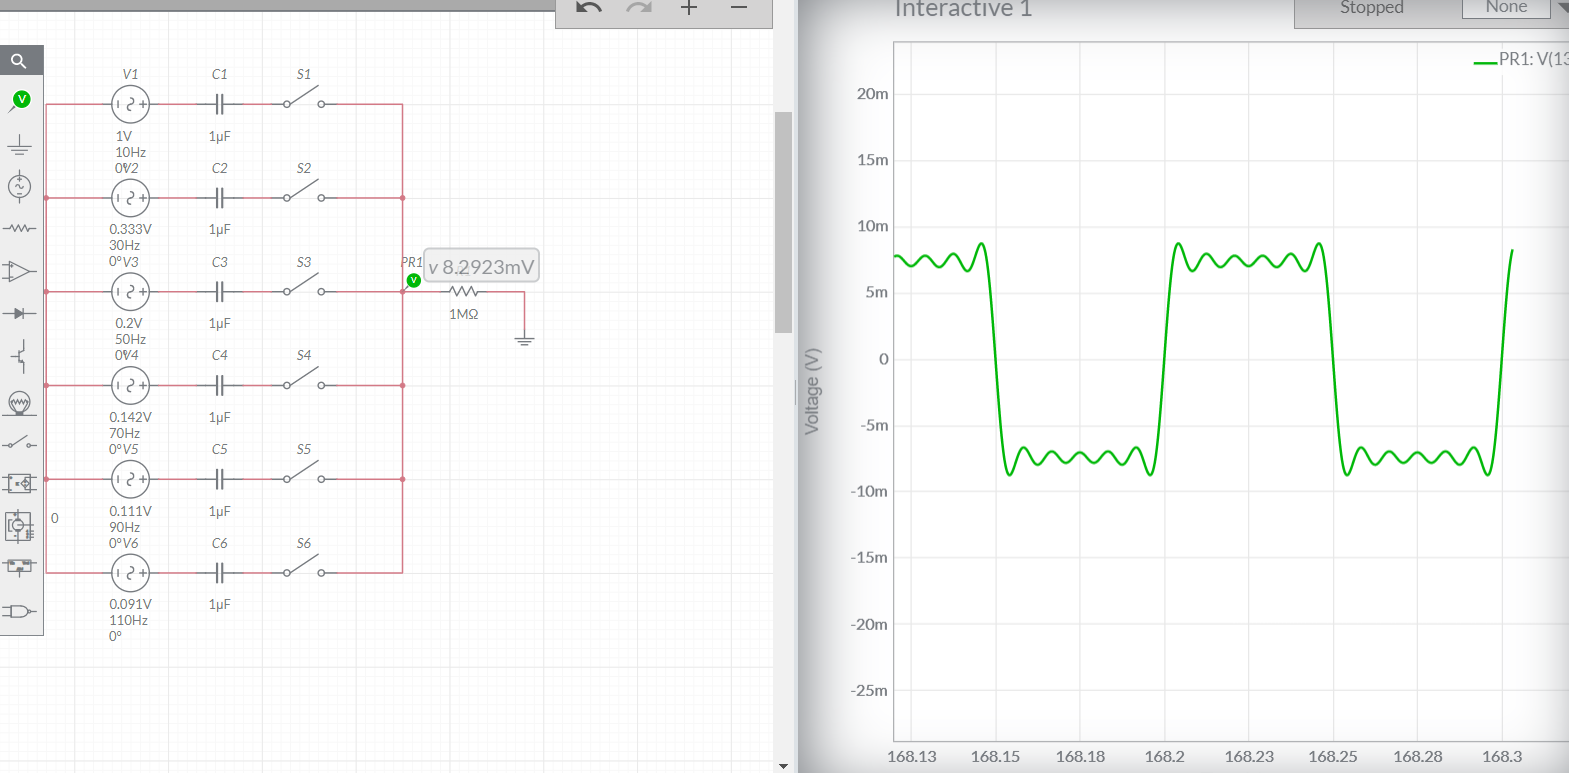 Interactive 1
Stopped
None
V1
C1
S1
1V
10Hz
0°
1µF
V2
C2
S2
0.333V
30Hz
0°
1µF
V3
C3
S3
0.2V
50Hz
0°
1µF
PR1
v 8.2923mV
V
V
1MΩ
V4
C4
S4
0.142V
70Hz
0°
1µF
V5
C5
S5
0.111V
90Hz
0°
1µF
0
V6
C6
S6
0.091V
110Hz
0°
1µF
PR1: V(13
20m
15m
10m
5m
0
-5m
-10m
-15m
-20m
-25m
Voltage (V)
168.13 168.15 168.18 168.2 168.23 168.25 168.28 168.3